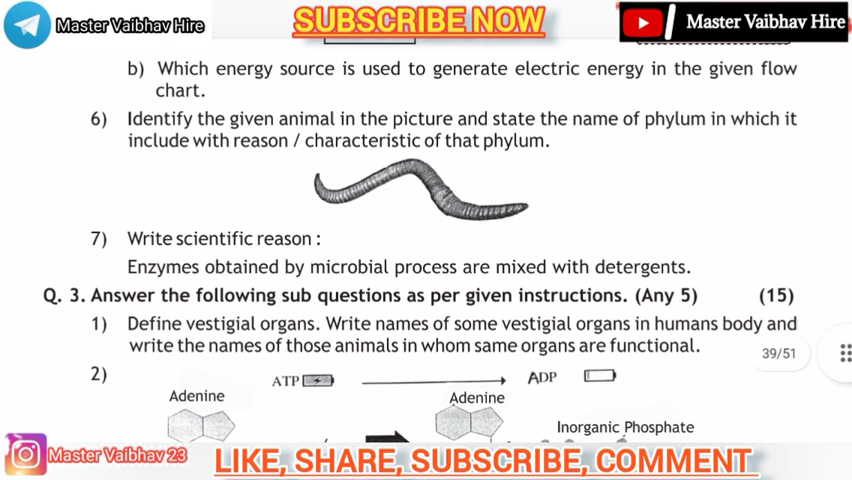 Master Vaibhav Hire
SUBSCRIBE NOW
Master Vaibhav Hire
b) Which energy source is used to generate electric energy in the given flow
chart.
6) Identify the given animal in the picture and state the name of phylum in which it
include with reason / characteristic of that phylum.
7) Write scientific reason :
Enzymes obtained by microbial process are mixed with detergents.
Q. 3. Answer the following sub questions as per given instructions. (Any 5) (15)
1) Define vestigial organs. Write names of some vestigial organs in humans body and
write the names of those animals in whom same organs are functional.
39/51
2)
ATP ADP
Adenine Adenine
Inorganic Phosphate
Master Vaibhav 23
LIKE, SHARE, SUBSCRIBE, COMMENT